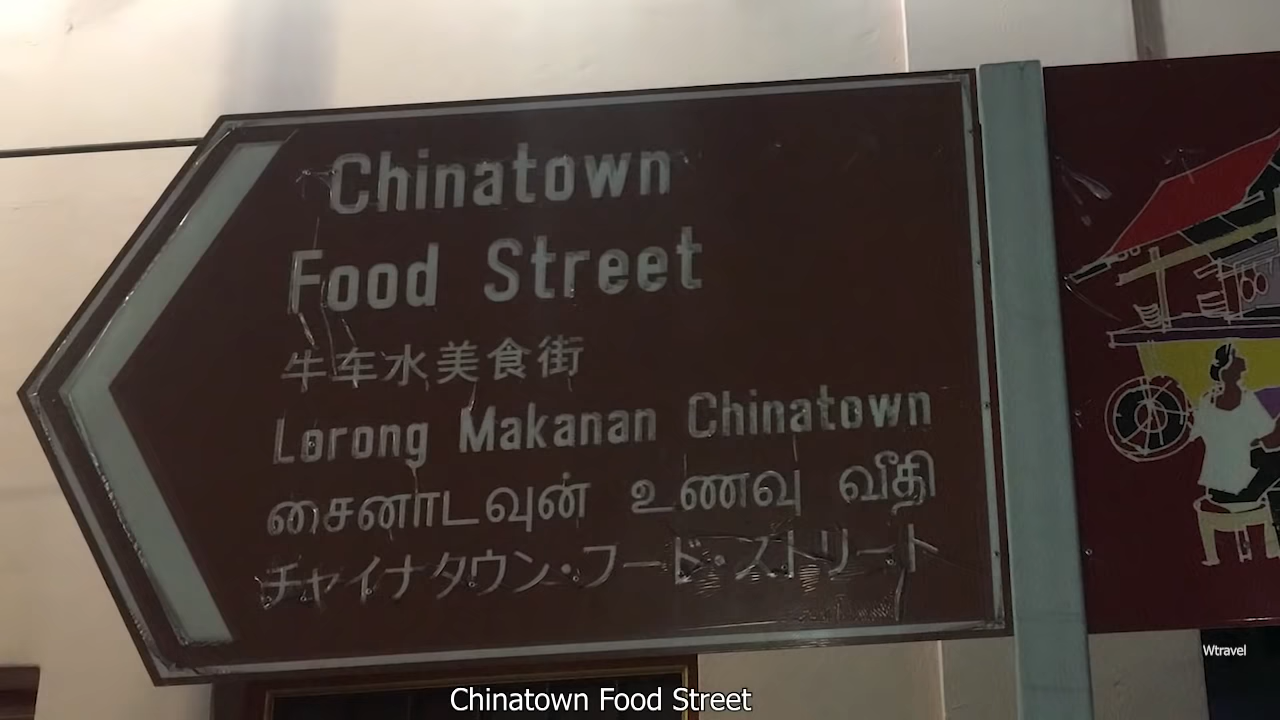 Chinatown
Food Street
牛车水美食街
Lorong Makanan Chinatown
சைனாடவுன் உணவு வீதி
チャイナタウン・フード・ストリート
Wtravel
Chinatown Food Street